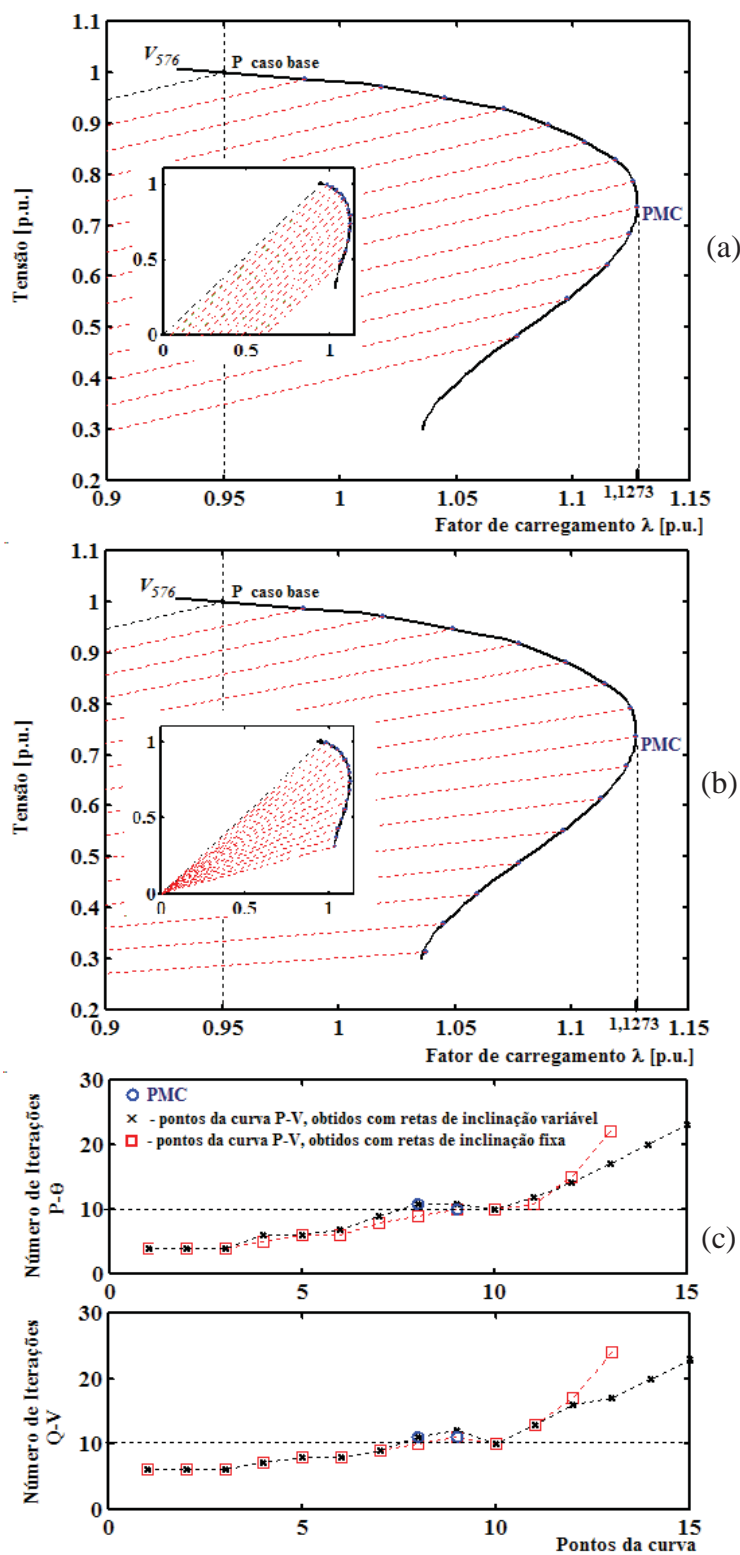 1.1
1
0.9
0.8
0.7
0.6
0.5
0.4
0.3
0.2
Tensão [p.u.]
V576
P caso base
PMC
1
0.5
0
0 0.5 1
(a)
0.9 0.95 1 1.05 1.1 1.15
1,1273
Fator de carregamento λ [p.u.]
1.1
1
0.9
0.8
0.7
0.6
0.5
0.4
0.3
0.2
Tensão [p.u.]
V576
P caso base
PMC
1
0.5
0
0 0.5 1
(b)
0.9 0.95 1 1.05 1.1 1.15
1,1273
Fator de carregamento λ [p.u.]
30
20
10
0
Número de Iterações
P-θ
PMC
- pontos da curva P-V, obtidos com retas de inclinação variável
- pontos da curva P-V, obtidos com retas de inclinação fixa
0 5 10 15
(c)
30
20
10
0
Número de Iterações
Q-V
0 5 10 15
Pontos da curva